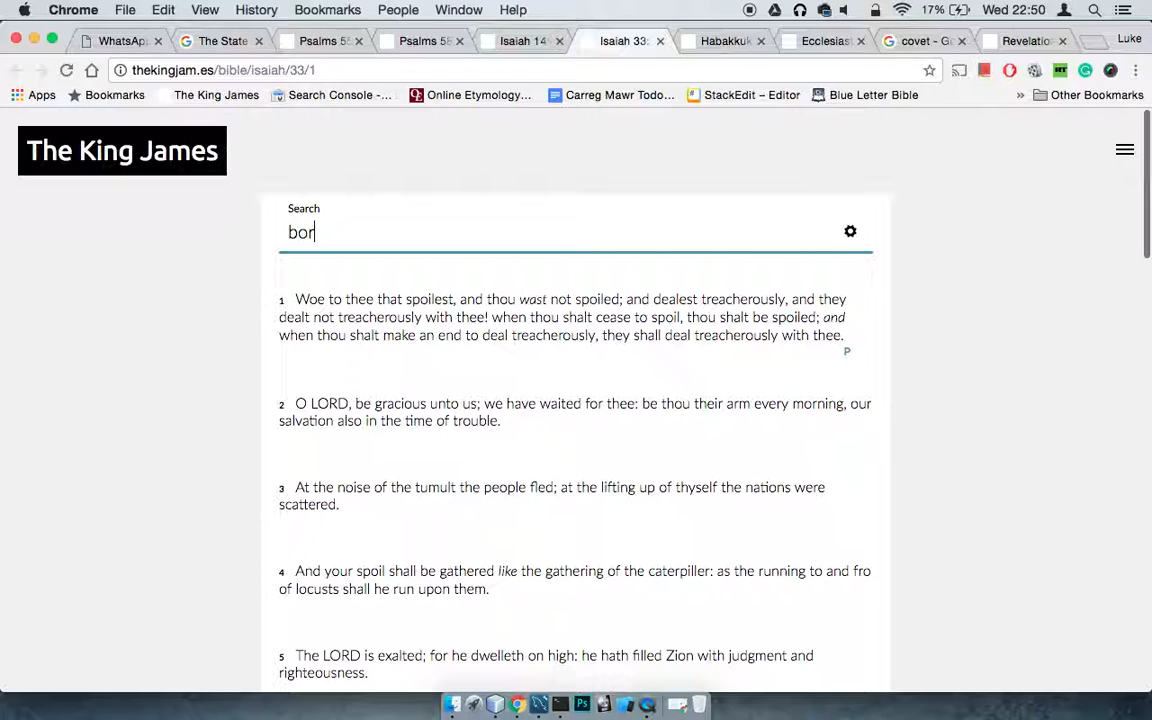 Chrome File Edit View History Bookmarks People Window Help 17% Wed 22:50
WhatsAp The State Psalms 55 Psalms 55 Isaiah 14 Isaiah 33: Habakkuk Ecclesiast covet - G Revelatio Luke
thekingjam.es/bible/isaiah/33/1
Apps Bookmarks The King James Search Console -... Online Etymology... Carreg Mawr Todo... StackEdit – Editor Blue Letter Bible » Other Bookmarks
The King James
Search
bor
1 Woe to thee that spoilest, and thou wast not spoiled; and dealest treacherously, and they
dealt not treacherously with thee! when thou shalt cease to spoil, thou shalt be spoiled; and
when thou shalt make an end to deal treacherously, they shall deal treacherously with thee.
P
2 O LORD, be gracious unto us; we have waited for thee: be thou their arm every morning, our
salvation also in the time of trouble.
3 At the noise of the tumult the people fled; at the lifting up of thyself the nations were
scattered.
4 And your spoil shall be gathered like the gathering of the caterpiller: as the running to and fro
of locusts shall he run upon them.
5 The LORD is exalted; for he dwelleth on high: he hath filled Zion with judgment and
righteousness.
Ps